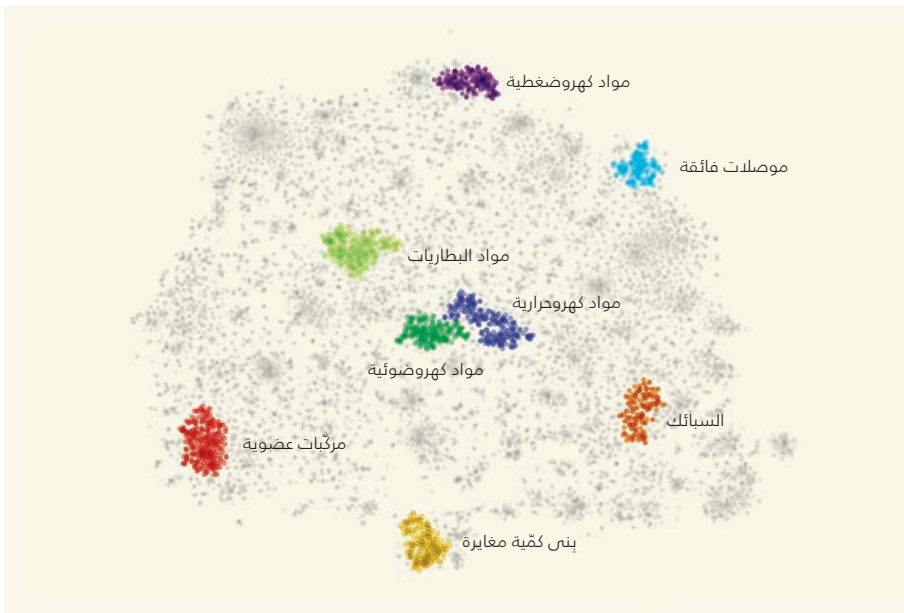 مواد كهروضغطية
موصلات فائقة
مواد البطاريات
مواد كهروحرارية
مواد كهروضوئية
السبائك
مركّبات عضوية
بِنى كمّية مغايرة